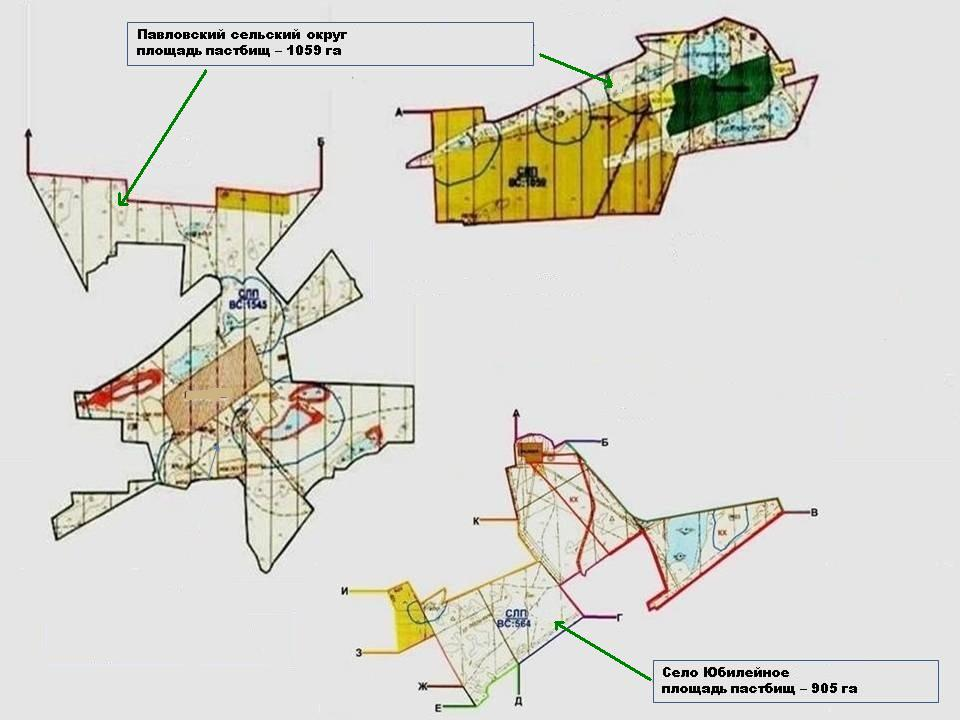 Павловский сельский округ
площадь пастбищ – 1059 га
А
А
Б
СЛП
ВС:1059
СЛП
ВС:1545
А
Б
КХ
К
В
КХ
И
СЛП
ВС:564
Г
З
Ж
Д
Е
Село Юбилейное
площадь пастбищ – 905 га